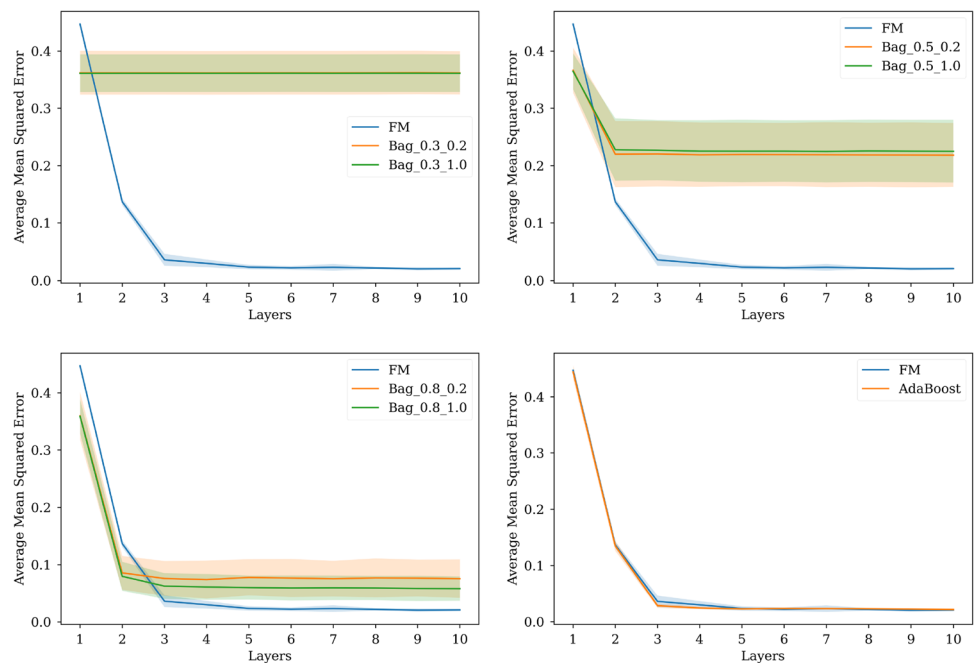 Average Mean Squared Error
0.4
0.3
0.2
0.1
0.0
FM
Bag_0.3_0.2
Bag_0.3_1.0
1 2 3 4 5 6 7 8 9 10
Layers
Average Mean Squared Error
0.4
0.3
0.2
0.1
0.0
FM
Bag_0.5_0.2
Bag_0.5_1.0
1 2 3 4 5 6 7 8 9 10
Layers
Average Mean Squared Error
0.4
0.3
0.2
0.1
0.0
FM
Bag_0.8_0.2
Bag_0.8_1.0
1 2 3 4 5 6 7 8 9 10
Layers
Average Mean Squared Error
0.4
0.3
0.2
0.1
0.0
FM
AdaBoost
1 2 3 4 5 6 7 8 9 10
Layers